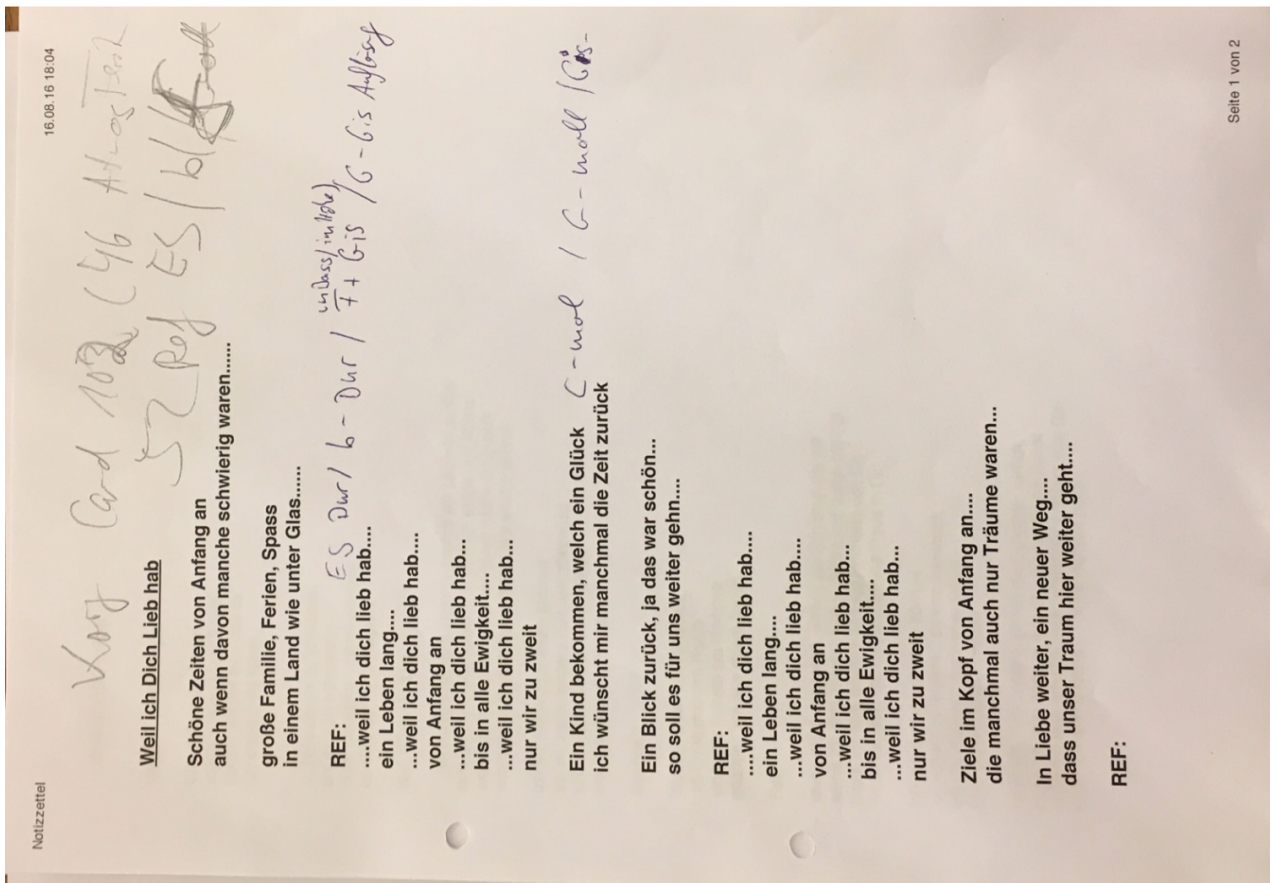 Notizzettel 16.08.16 18:04
Korg Card
Ref ES / b /
Weil ich Dich Lieb hab
Schöne Zeiten von Anfang an
auch wenn davon manche schwierig waren......
große Familie, Ferien, Spass
in einem Land wie unter Glas......
REF: ES Dur / b - Dur / F + Gis / G - Gis Auflösg
...weil ich dich lieb hab....
ein Leben lang....
...weil ich dich lieb hab....
von Anfang an
...weil ich dich lieb hab...
bis in alle Ewigkeit....
...weil ich dich lieb hab...
nur wir zu zweit
Ein Kind bekommen, welch ein Glück C - mol / G - moll /
ich wünscht mir manchmal die Zeit zurück
Ein Blick zurück, ja das war schön...
so soll es für uns weiter gehn....
REF:
....weil ich dich lieb hab....
ein Leben lang....
...weil ich dich lieb hab....
von Anfang an
...weil ich dich lieb hab...
bis in alle Ewigkeit....
...weil ich dich lieb hab...
nur wir zu zweit
Ziele im Kopf von Anfang an....
die manchmal auch nur Träume waren...
In Liebe weiter, ein neuer Weg....
dass unser Traum hier weiter geht....
REF:
Seite 1 von 2